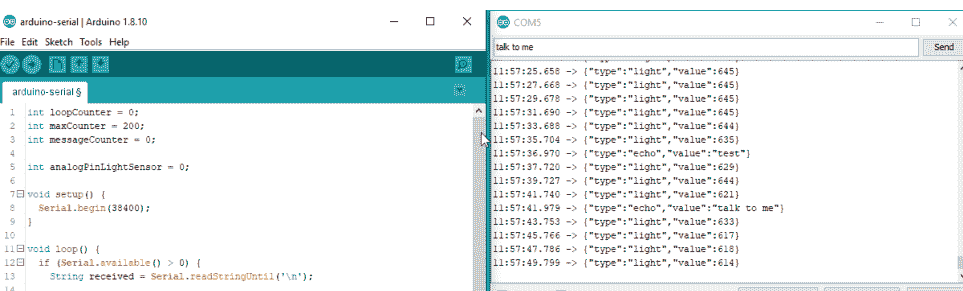 arduino-serial | Arduino 1.8.10
File Edit Sketch Tools Help
arduino-serial §
1 int loopCounter = 0;
2 int maxCounter = 200;
3 int messageCounter = 0;
4
5 int analogPinLightSensor = 0;
6
7 void setup() {
8 Serial.begin(38400);
9 }
10
11 void loop() {
12 if (Serial.available() > 0) {
13 String received = Serial.readStringUntil('\n');
14
COM5
talk to me
Send
11:57:25.658 -> {"type":"light","value":645}
11:57:27.668 -> {"type":"light","value":645}
11:57:29.678 -> {"type":"light","value":645}
11:57:31.690 -> {"type":"light","value":645}
11:57:33.688 -> {"type":"light","value":644}
11:57:35.704 -> {"type":"light","value":635}
11:57:36.970 -> {"type":"echo","value":"test"}
11:57:37.720 -> {"type":"light","value":629}
11:57:39.727 -> {"type":"light","value":644}
11:57:41.740 -> {"type":"light","value":621}
11:57:41.979 -> {"type":"echo","value":"talk to me"}
11:57:43.753 -> {"type":"light","value":633}
11:57:45.766 -> {"type":"light","value":617}
11:57:47.786 -> {"type":"light","value":618}
11:57:49.799 -> {"type":"light","value":614}